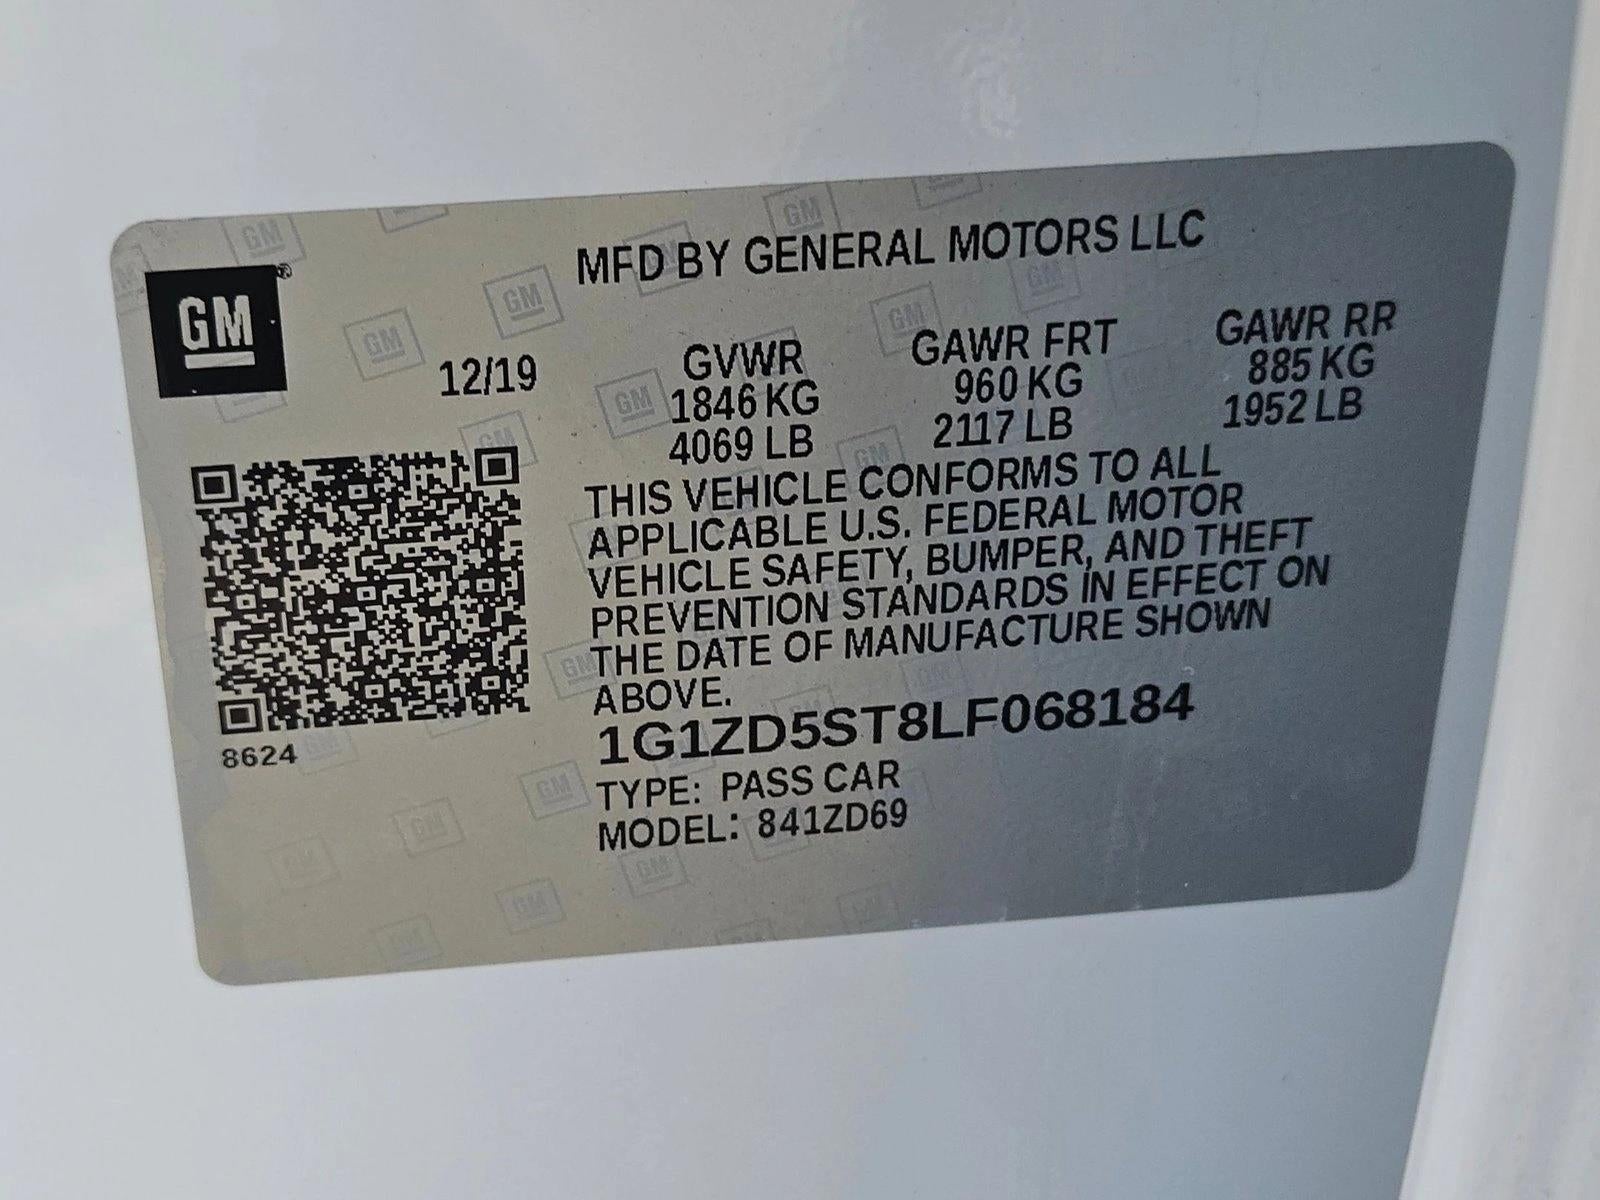 GM
MFD BY GENERAL MOTORS LLC
12/19
GVWR GAWR FRT GAWR RR
1846 KG 960 KG 885 KG
4069 LB 2117 LB 1952 LB
THIS VEHICLE CONFORMS TO ALL
APPLICABLE U.S. FEDERAL MOTOR
VEHICLE SAFETY, BUMPER, AND THEFT
PREVENTION STANDARDS IN EFFECT ON
THE DATE OF MANUFACTURE SHOWN
ABOVE.
8624
1G1ZD5ST8LF068184
TYPE: PASS CAR
MODEL: 841ZD69